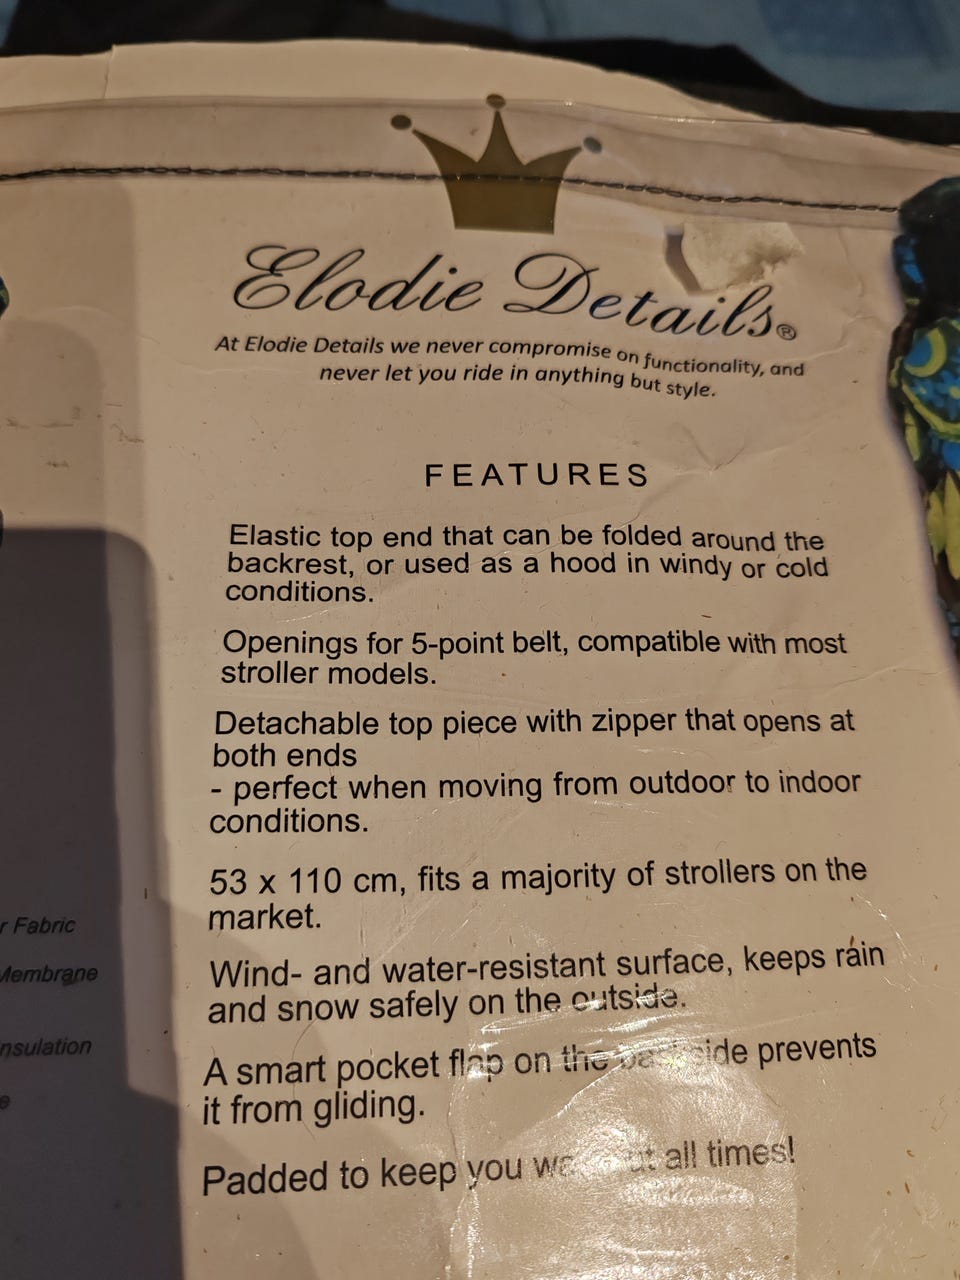 Elodie Details®
At Elodie Details we never compromise on functionality, and
never let you ride in anything but style.
FEATURES
Elastic top end that can be folded around the
backrest, or used as a hood in windy or cold
conditions.
Openings for 5-point belt, compatible with most
stroller models.
Detachable top piece with zipper that opens at
both ends
- perfect when moving from outdoor to indoor
conditions.
53 x 110 cm, fits a majority of strollers on the
market.
Wind- and water-resistant surface, keeps rain
and snow safely on the outside.
A smart pocket flap on the backside prevents
it from gliding.
Padded to keep you all times!
Fabric
Membrane